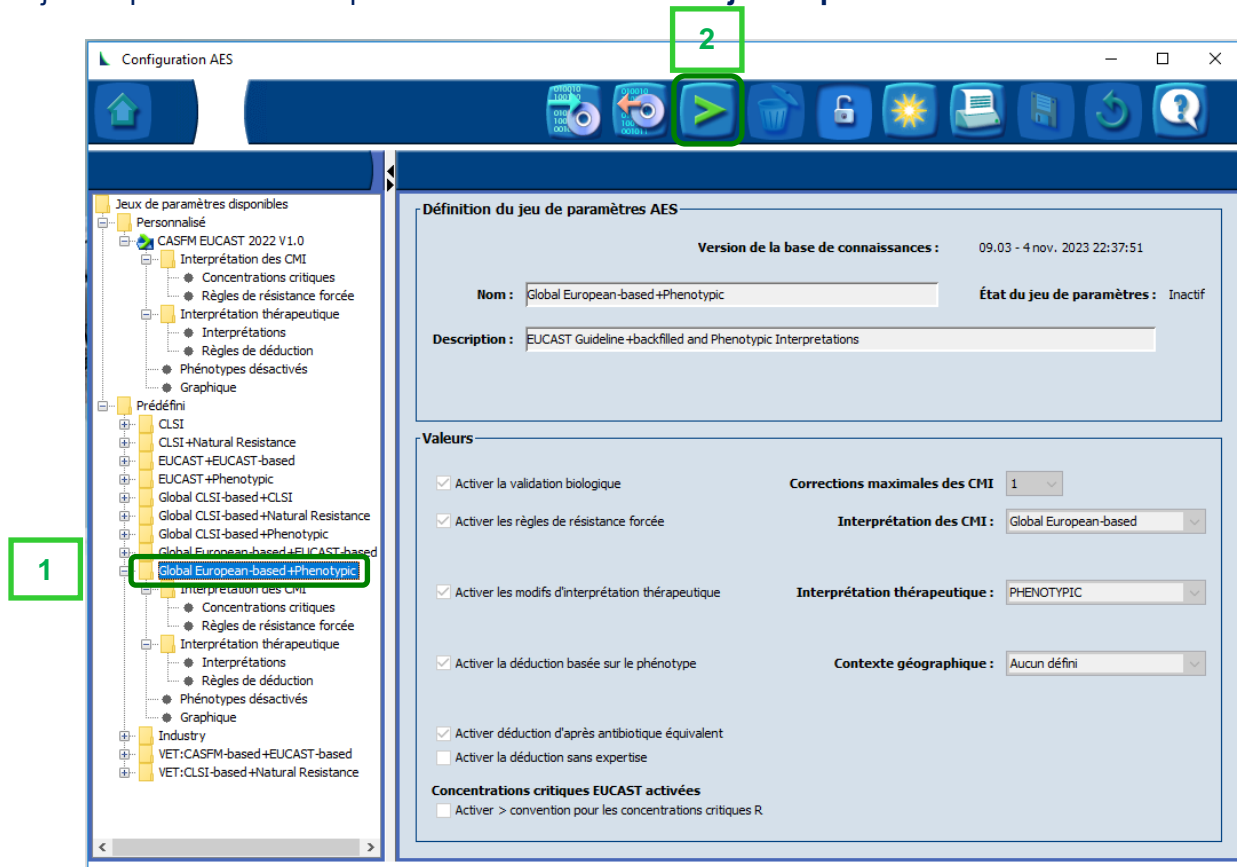 2
Configuration AES
Jeux de paramètres disponibles
Personnalisé
CASFM EUCAST 2022 V1.0
Interprétation des CMI
Concentrations critiques
Règles de résistance forcée
Interprétation thérapeutique
Interprétations
Règles de déduction
Phénotypes désactivés
Graphique
Prédéfini
CLSI
CLSI+Natural Resistance
EUCAST+EUCAST-based
EUCAST+Phenotypic
Global CLSI-based+CLSI
Global CLSI-based+Natural Resistance
Global CLSI-based+Phenotypic
Global European-based+EUCAST-based
1
Global European-based+Phenotypic
Interprétation des CMI
Concentrations critiques
Règles de résistance forcée
Interprétation thérapeutique
Interprétations
Règles de déduction
Phénotypes désactivés
Graphique
Industry
VET:CASFM-based+EUCAST-based
VET:CLSI-based+Natural Resistance
Définition du jeu de paramètres AES
Version de la base de connaissances : 09.03 - 4 nov. 2023 22:37:51
Nom : Global European-based+Phenotypic État du jeu de paramètres : Inactif
Description : EUCAST Guideline+backfilled and Phenotypic Interpretations
Valeurs
Activer la validation biologique Corrections maximales des CMI 1
Activer les règles de résistance forcée Interprétation des CMI : Global European-based
Activer les modifs d'interprétation thérapeutique Interprétation thérapeutique : PHENOTYPIC
Activer la déduction basée sur le phénotype Contexte géographique : Aucun défini
Activer déduction d'après antibiotique équivalent
Activer la déduction sans expertise
Concentrations critiques EUCAST activées
Activer > convention pour les concentrations critiques R